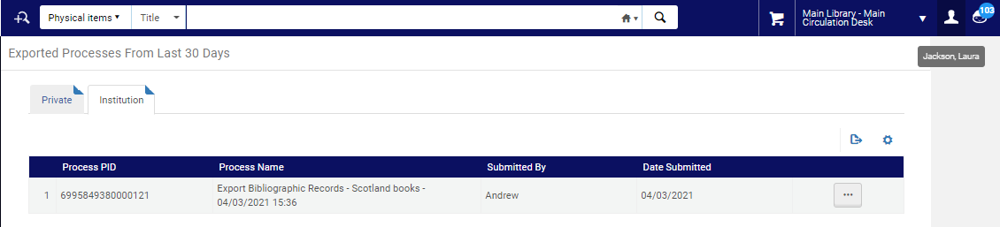 Physical items Title
Main Library - Main
Circulation Desk
103
Exported Processes From Last 30 Days
Jackson, Laura
Private Institution
Process PID Process Name Submitted By Date Submitted
1 6995849380000121 Export Bibliographic Records - Scotland books -
04/03/2021 15:36 Andrew 04/03/2021